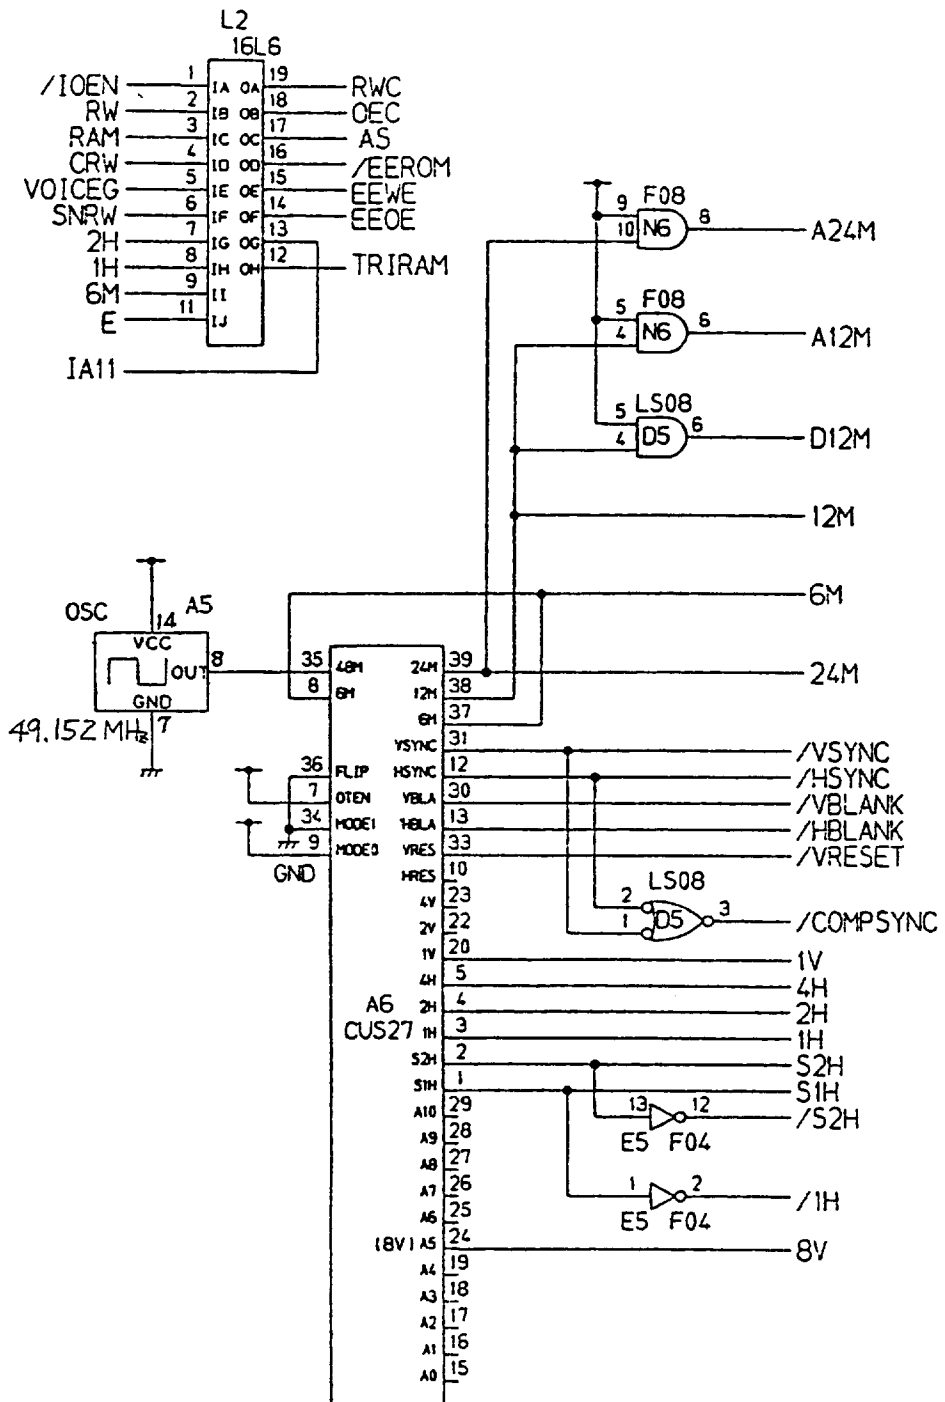 L2
16L6
/IOEN 1 IA OA 19 RWC
RW 2 IB OB 18 OEC
RAM 3 IC OC 17 AS
CRW 4 ID OD 16 /EEROM
VOICEG 5 IE OE 15 EEWE
SNRW 6 IF OF 14 EEOE
2H 7 IG OG 13
1H 8 IH OH 12 TRIRAM
6M 9 II
E 11 IJ
IA11
F08
9 10 N6 8 A24M
F08
5 4 N6 6 A12M
LS08
5 4 D5 6 D12M
12M
6M
OSC A5
14
VCC
OUT 8
GND
7
49.152 MHz
35 48M 24M 39 24M
8 6M 12M 38
6M 37
VSYNC 31 /VSYNC
36 FLIP HSYNC 12 /HSYNC
7 OTEN VBLA 30 /VBLANK
34 MODE1 HBLA 13 /HBLANK
9 MODE0 VRES 33 /VRESET
GND
HRES 10
LS08
4V 23
2 1 D5 3 /COMPSYNC
2V 22
1V 20 1V
4H 5 4H
A6
CUS27
2H 4 2H
1H 3 1H
S2H 2 S2H
S1H 1 S1H
A10 29
13 12 /S2H
E5 F04
A9 28
A8 27
A7 26
1 2 /1H
E5 F04
A6 25
(8V) A5 24 8V
A4 19
A3 18
A2 17
A1 16
A0 15